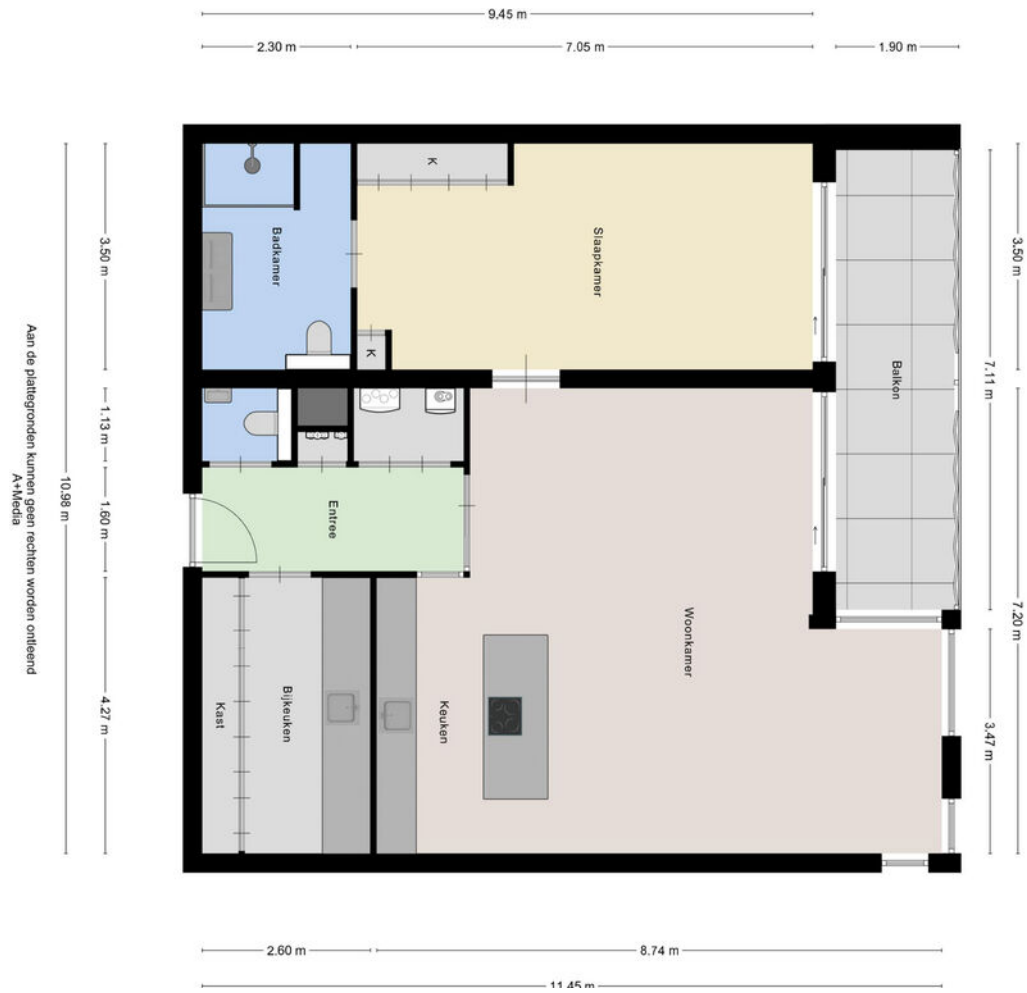 9.45 m
2.30 m
7.05 m
1.90 m
K
Badkamer
Slaapkamer
K
Balkon
Entree
Woonkamer
Kast
Bijkeuken
Keuken
3.50 m
1.13 m
1.60 m
4.27 m
10.98 m
3.50 m
7.11 m
7.20 m
3.47 m
Aan de plattegronden kunnen geen rechten worden ontleend
A+Media
2.60 m
8.74 m
11.45 m